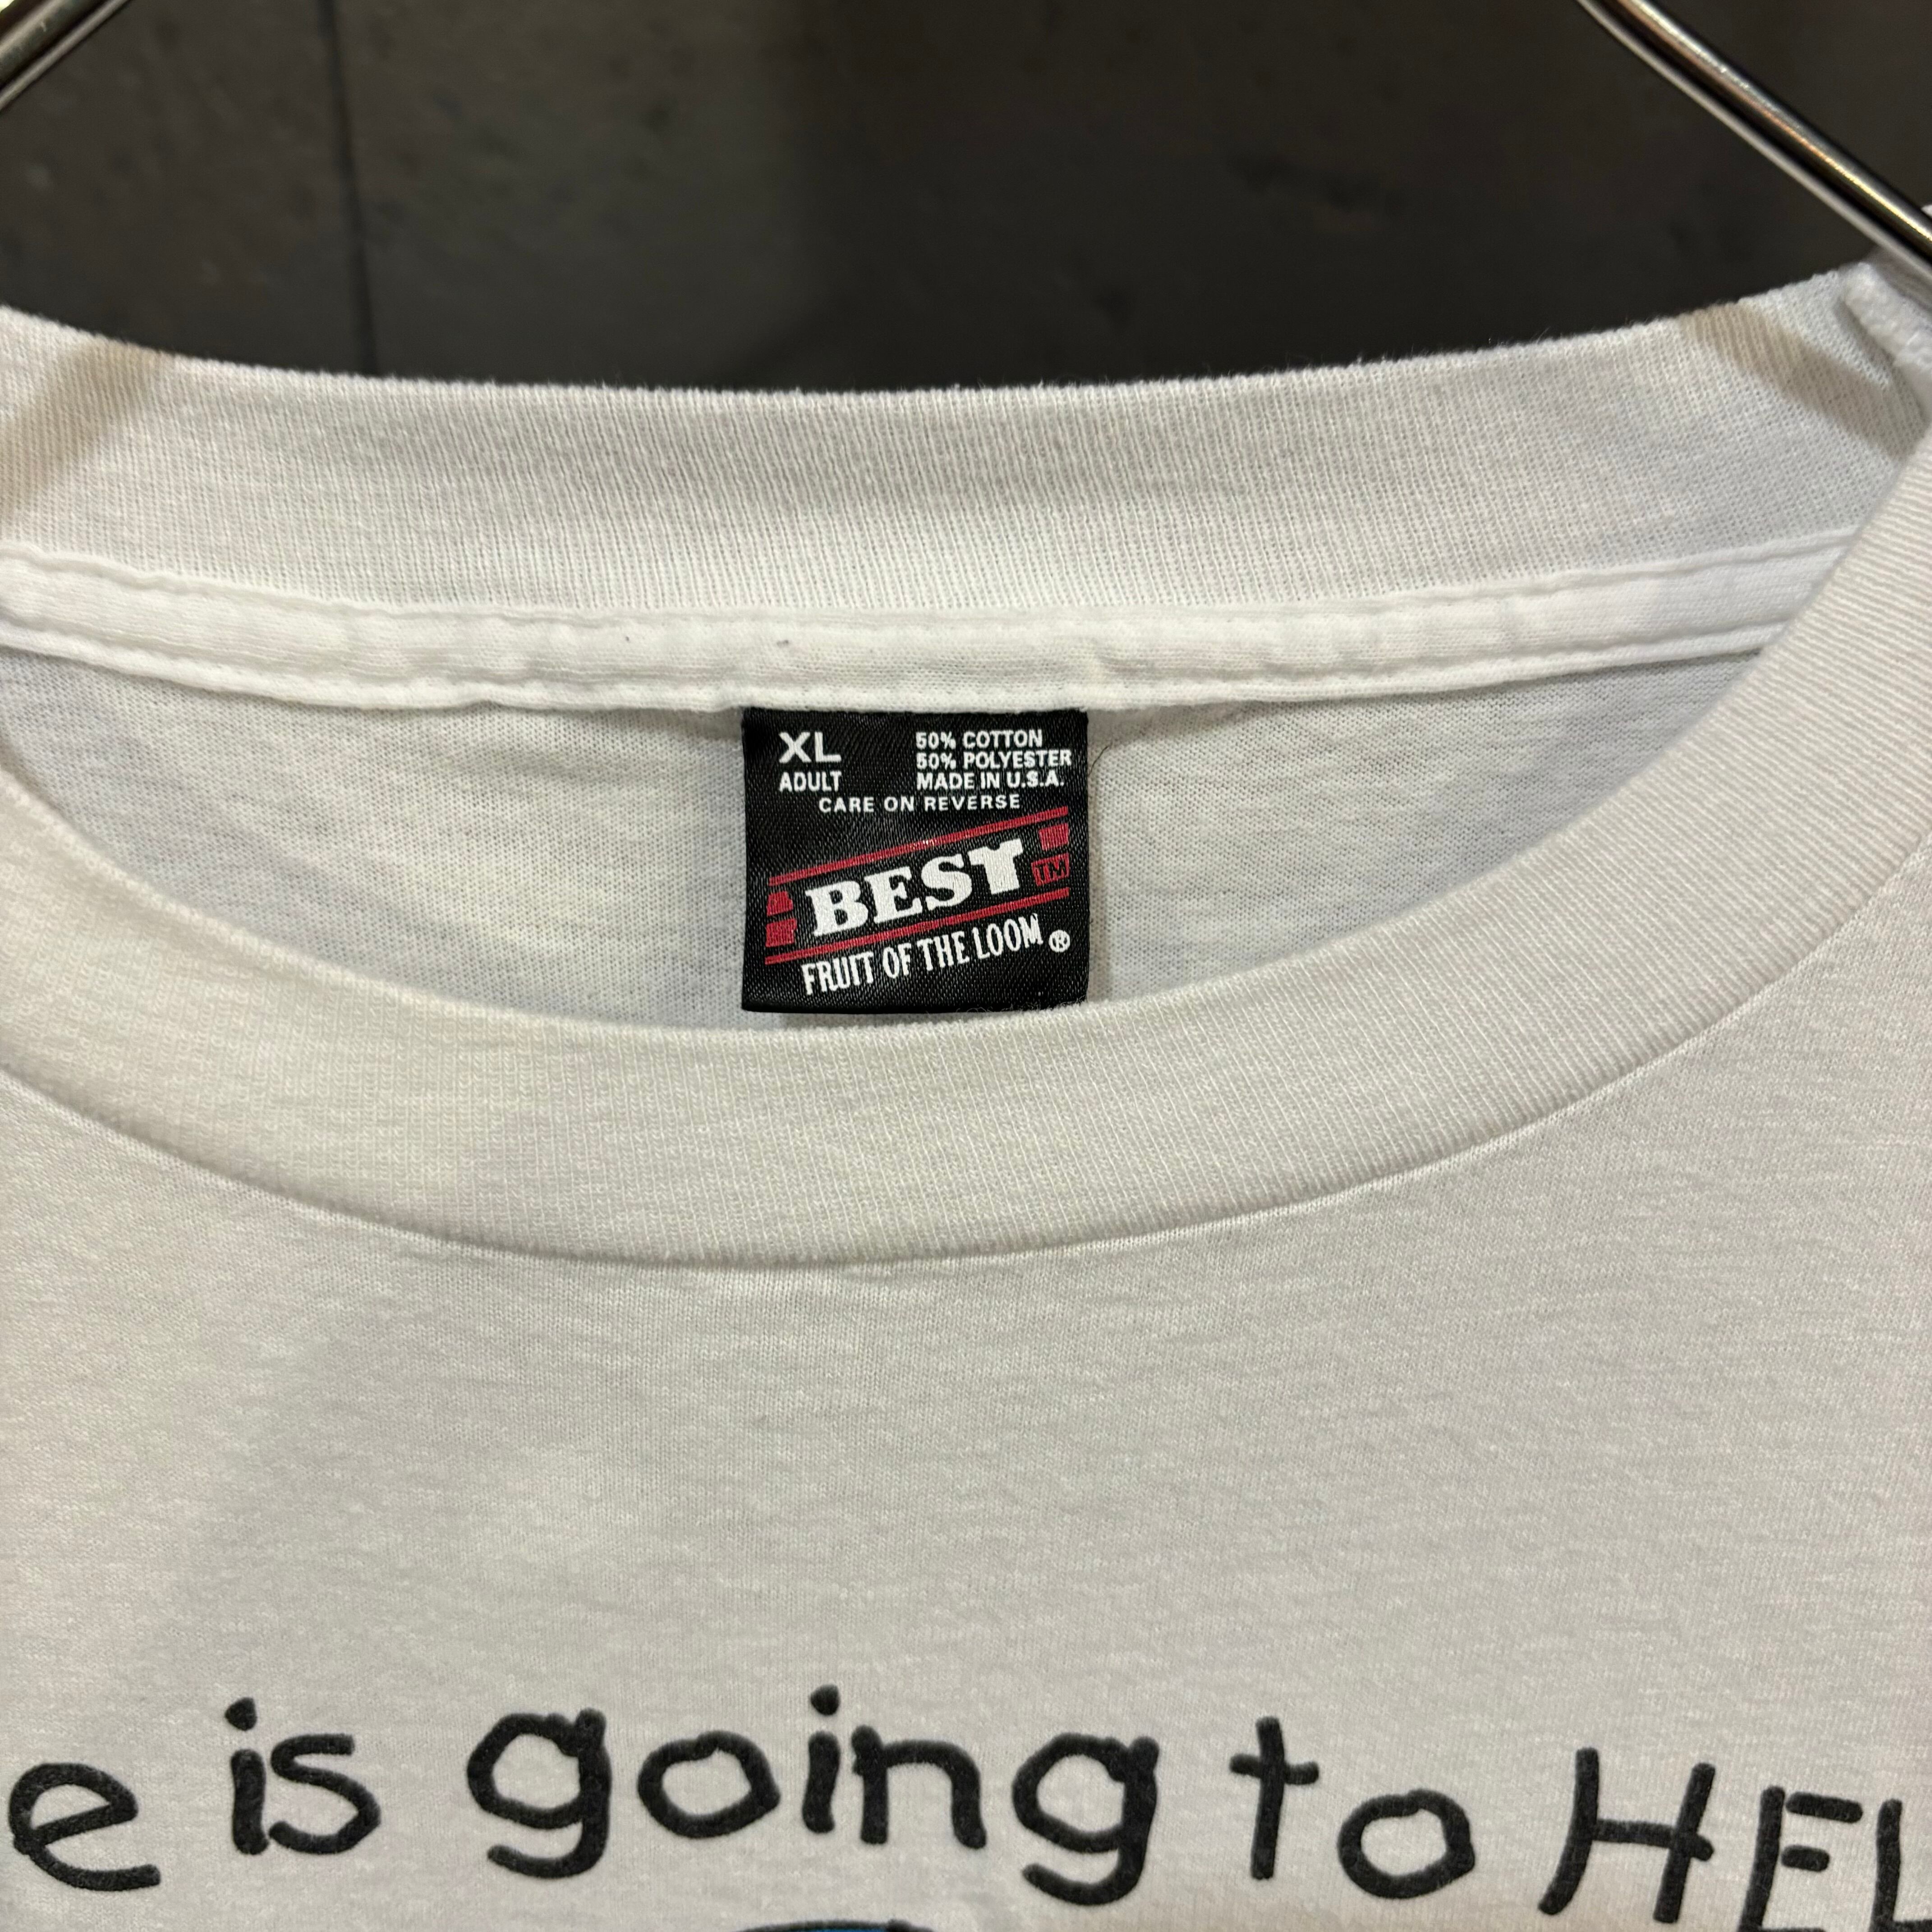 XL
ADULT
50% COTTON
50% POLYESTER
MADE IN U.S.A.
CARE ON REVERSE
BEST TM
FRUIT OF THE LOOM ®
e is going to HEL